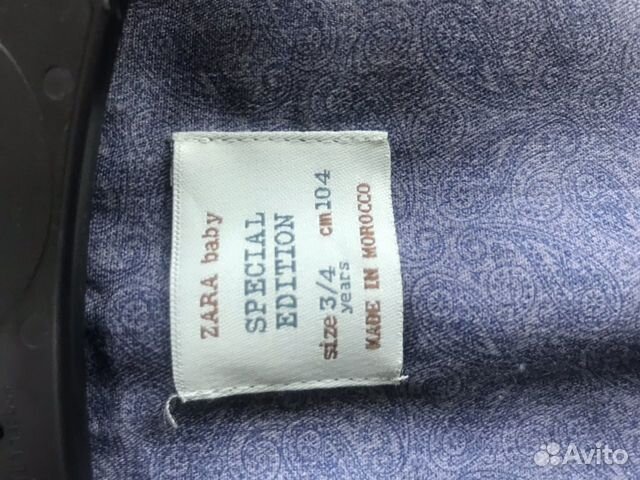 ZARA baby
SPECIAL
EDITION
size 3/4 cm 104
years
MADE IN MOROCCO
Avito